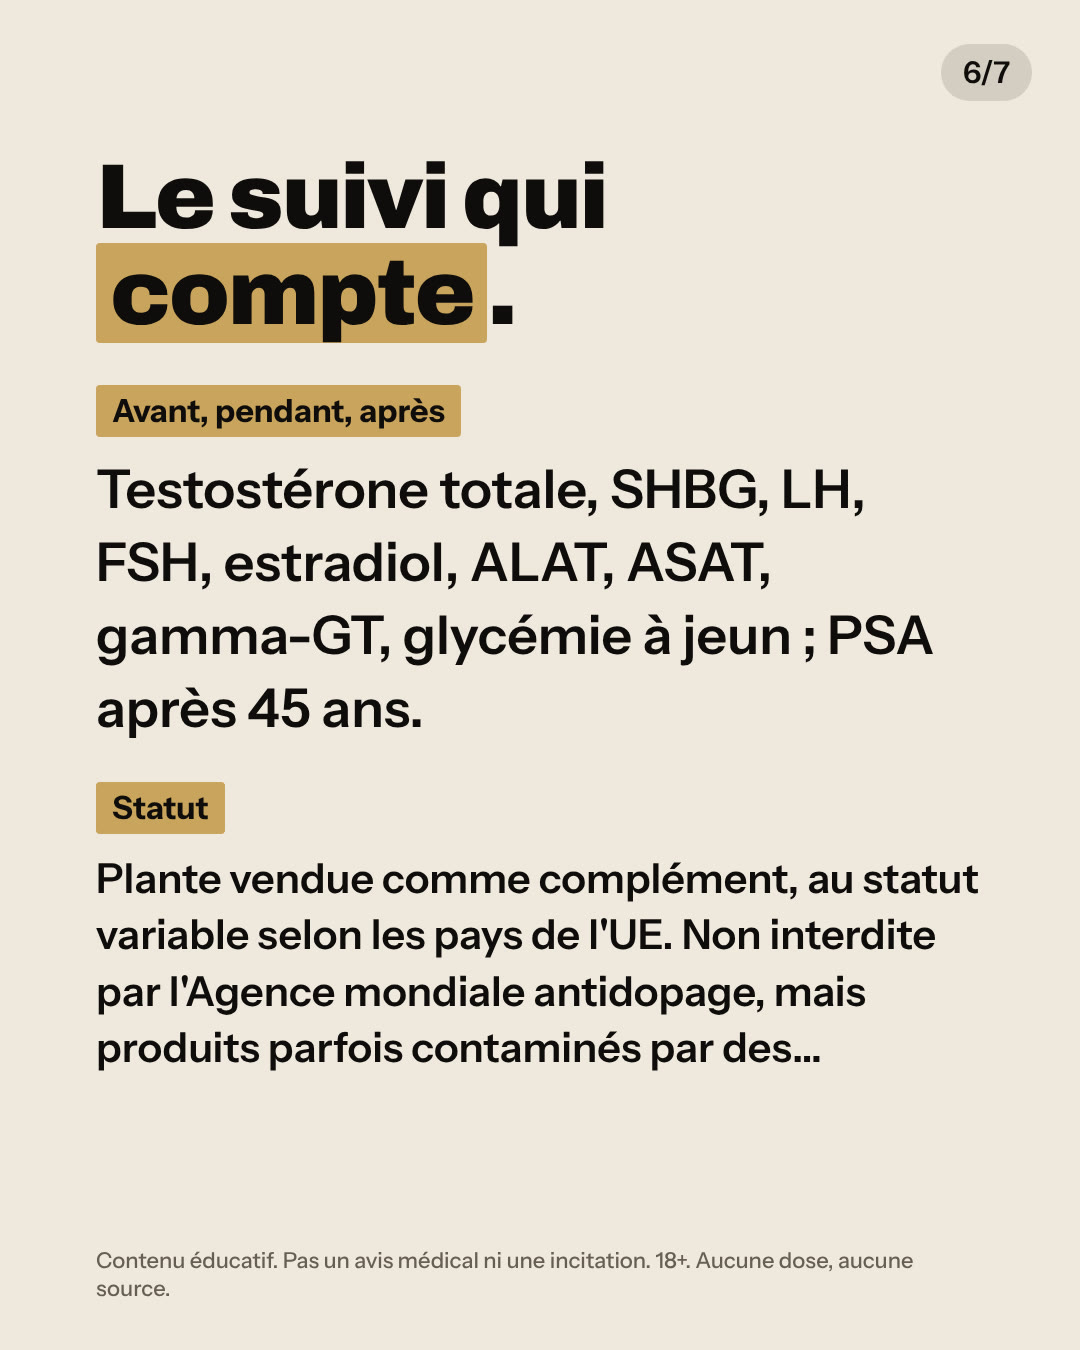 6/7
Le suivi qui
compte.
Avant, pendant, après
Testostérone totale, SHBG, LH,
FSH, estradiol, ALAT, ASAT,
gamma-GT, glycémie à jeun ; PSA
après 45 ans.
Statut
Plante vendue comme complément, au statut
variable selon les pays de l'UE. Non interdite
par l'Agence mondiale antidopage, mais
produits parfois contaminés par des...
Contenu éducatif. Pas un avis médical ni une incitation. 18+. Aucune dose, aucune
source.